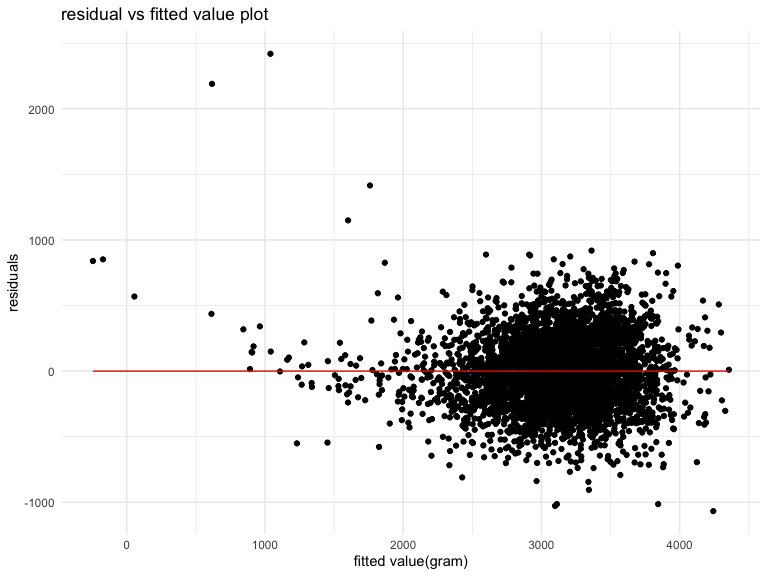 residual vs fitted value plot
residuals
2000
1000
0
-1000
0 1000 2000 3000 4000
fitted value(gram)